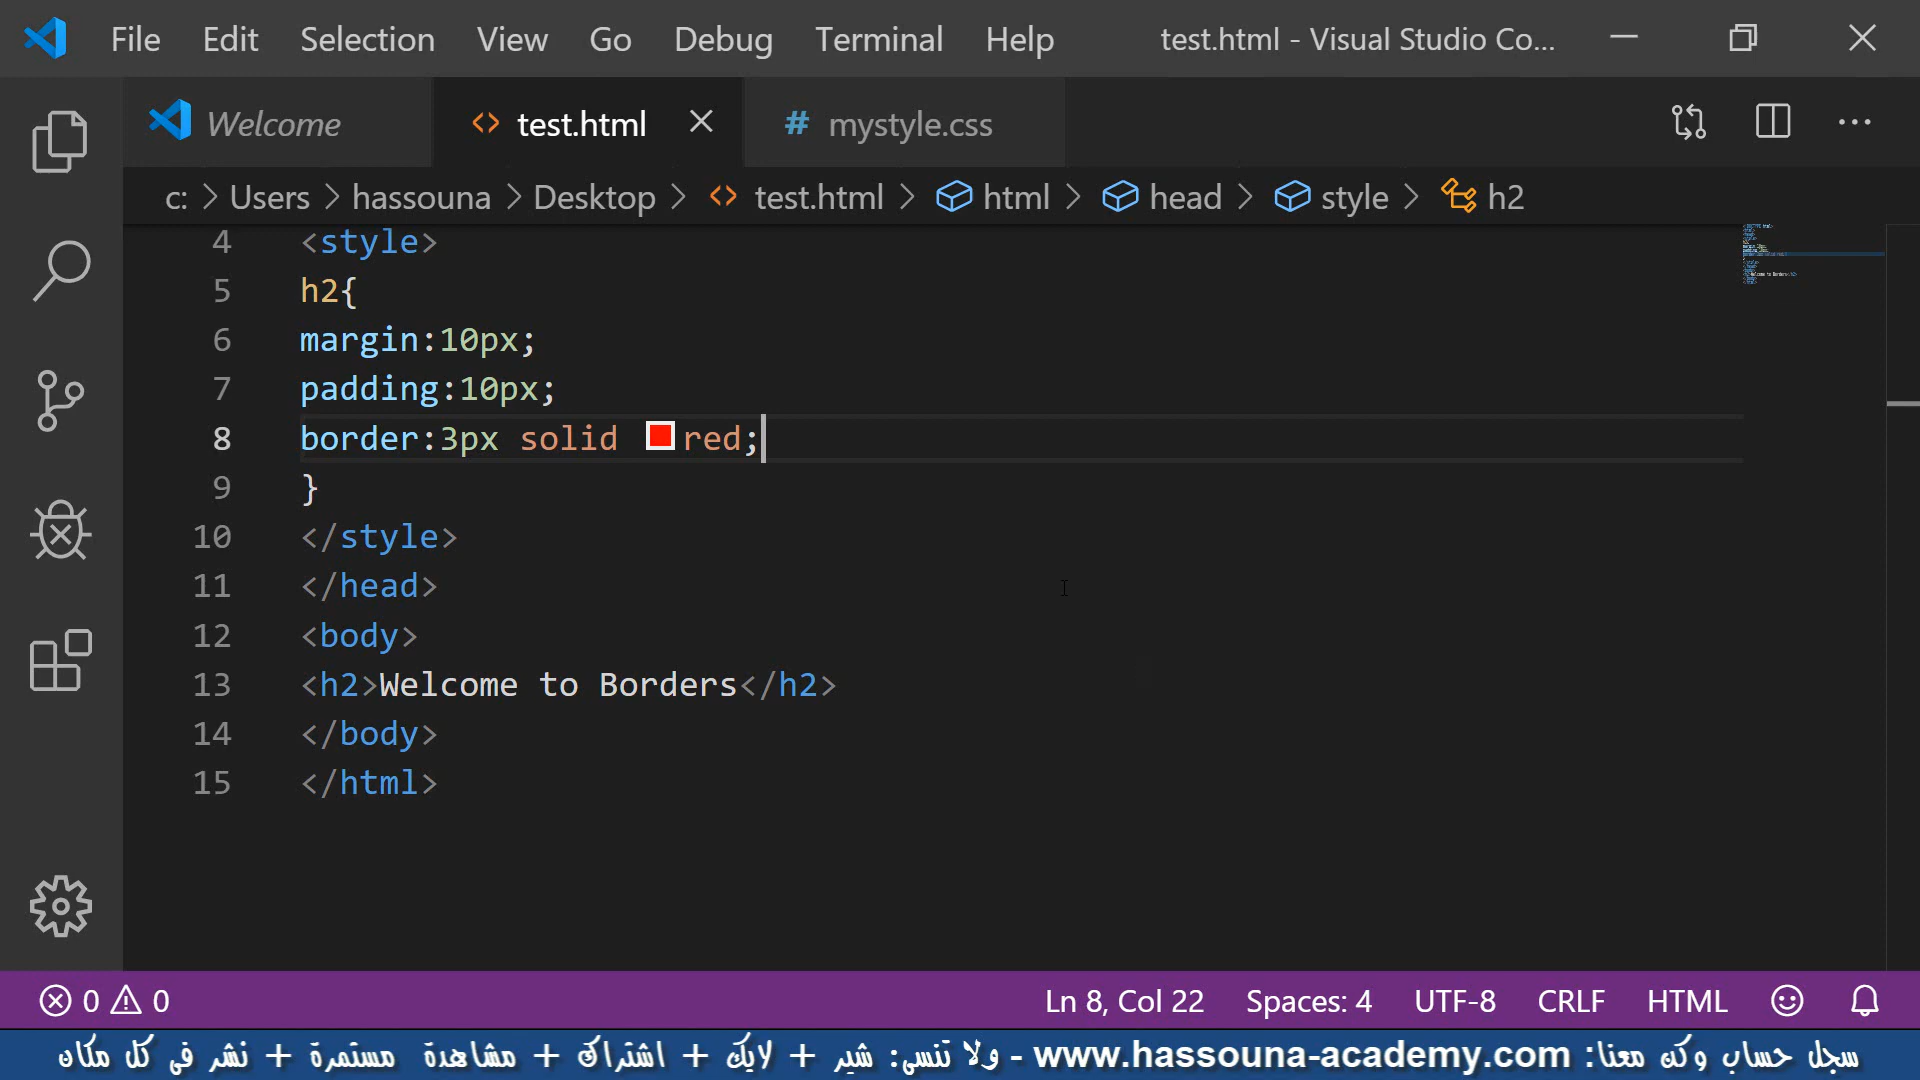 File Edit Selection View Go Debug Terminal Help test.html - Visual Studio Co...
Welcome test.html # mystyle.css
c: > Users > hassouna > Desktop > test.html > html > head > style > h2
4 <style>
5 h2{
6 margin:10px;
7 padding:10px;
8 border:3px solid red;
9 }
10 </style>
11 </head>
12 <body>
13 <h2>Welcome to Borders</h2>
14 </body>
15 </html>
0 0 Ln 8, Col 22 Spaces: 4 UTF-8 CRLF HTML
سجل حساب وكن معنا: www.hassouna-academy.com - ولا تنسى: شير + لايك + اشتراك + مشاهدة مستمرة + نشر فى كل مكان